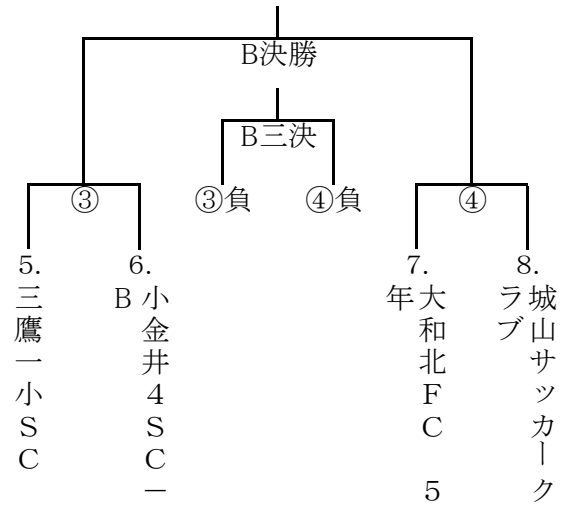 B決勝
B三決
③
③負
④負
④
5.
三鷹一小SC
6.
小金井4SC-
B
7.
大和北FC 5
年
8.
城山サッカーク
ラブ